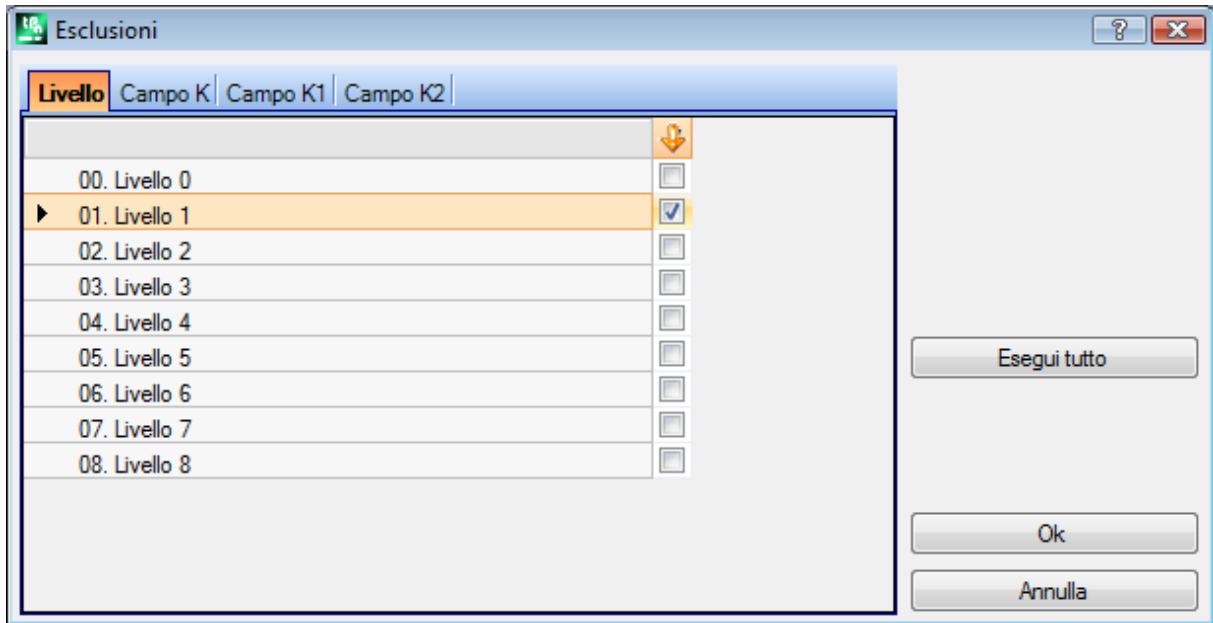 Esclusioni
Livello Campo K Campo K1 Campo K2
00. Livello 0
01. Livello 1
02. Livello 2
03. Livello 3
04. Livello 4
05. Livello 5
06. Livello 6
07. Livello 7
08. Livello 8
Esegui tutto
Ok
Annulla